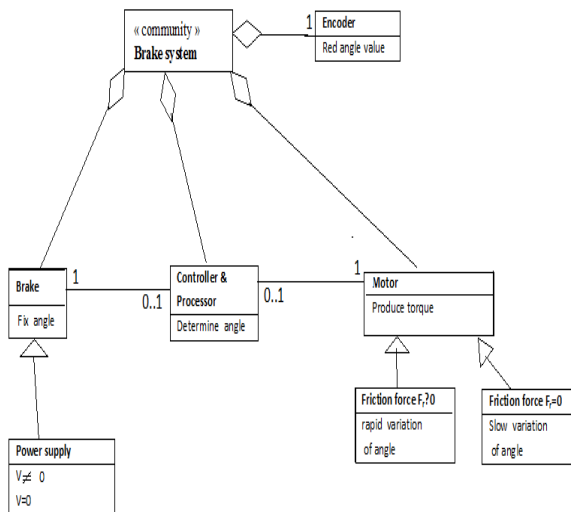 « community »
Brake system
1
Encoder
Red angle value
Brake
Fix angle
1
0..1
Controller &
Processor
Determine angle
0..1
1
Motor
Produce torque
Friction force Fr?0
rapid variation
of angle
Friction force Fr=0
Slow variation
of angle
Power supply
V≠ 0
V=0